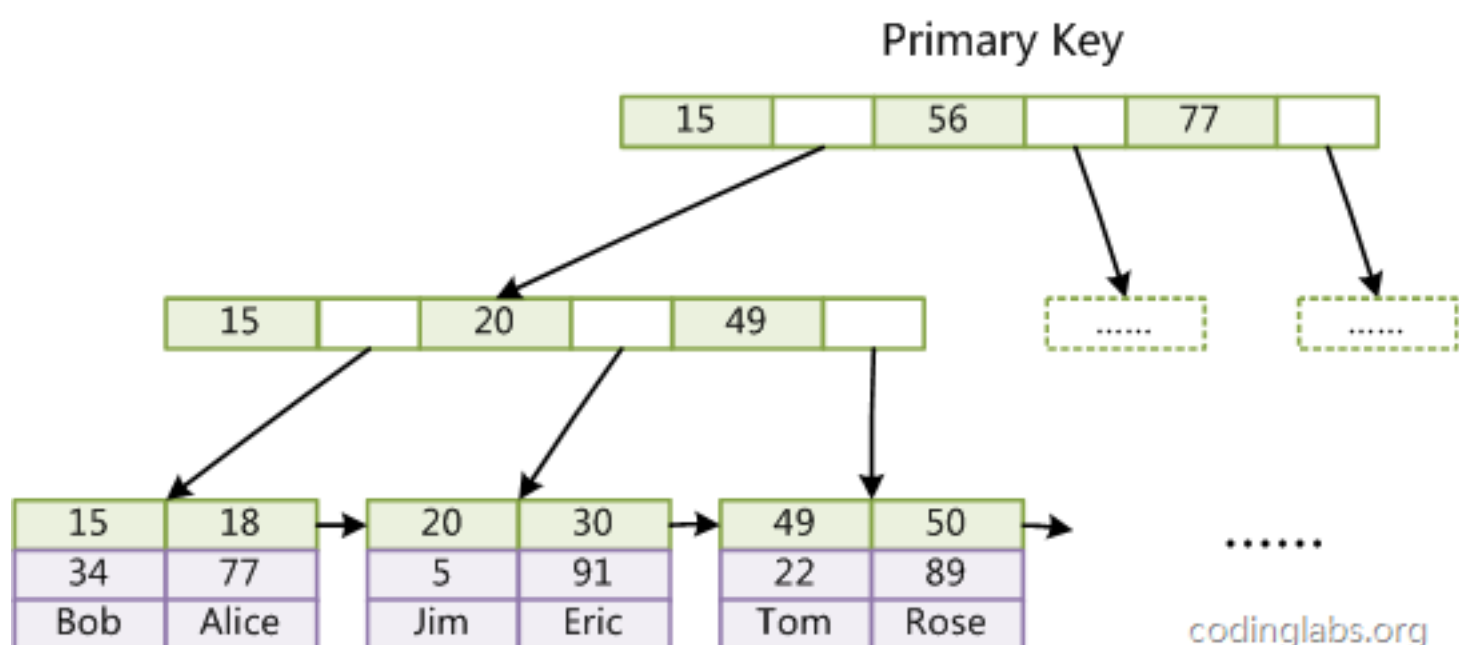 Primary Key
15 56 77
15 20 49
...... ......
15 18 20 30 49 50
34 77 5 91 22 89
......
Bob Alice Jim Eric Tom Rose
codinglabs.org